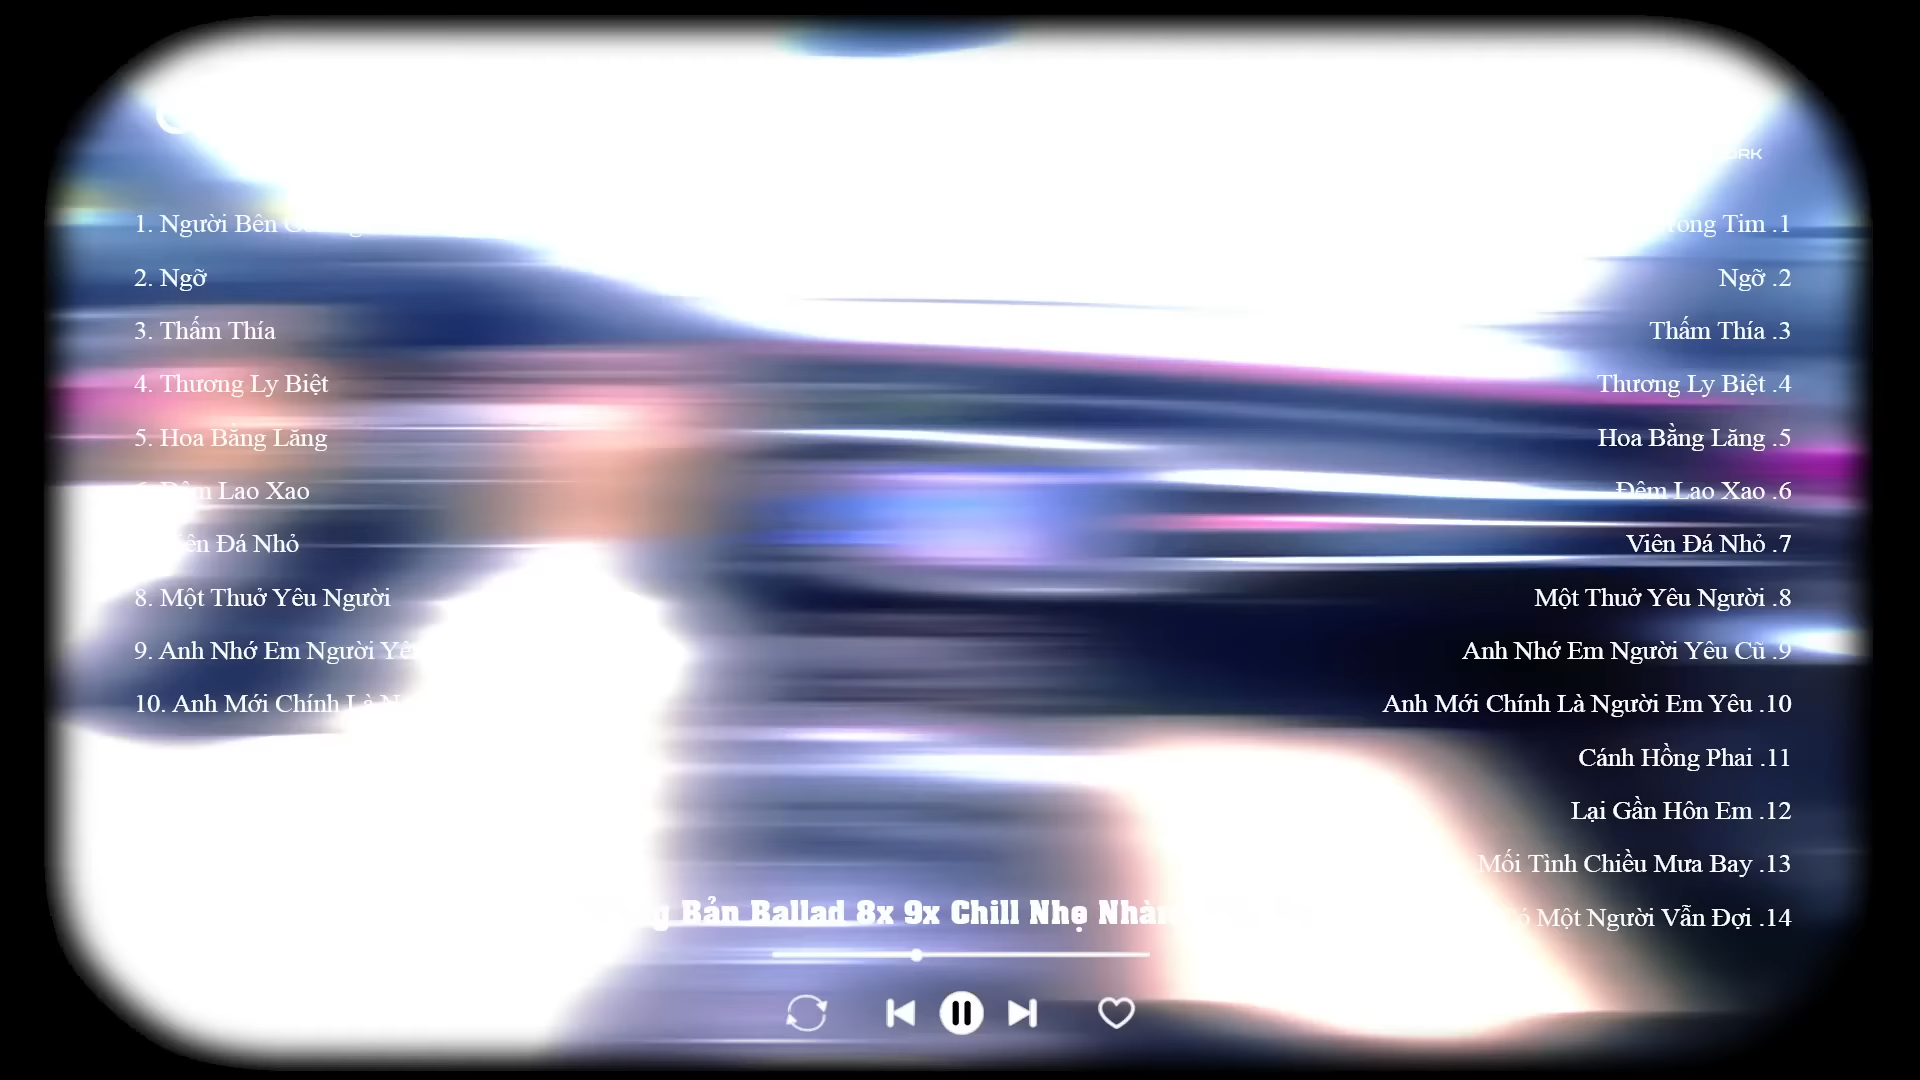 1. Người Bên
2. Ngỡ
3. Thấm Thía
4. Thương Ly Biệt
5. Hoa Bằng Lăng
Lao Xao
Đá Nhỏ
8. Một Thuở Yêu Người
9. Anh Nhớ Em Người
10. Anh Mới Chính Là
Tim .1
Ngỡ .2
Thấm Thía .3
Thương Ly Biệt .4
Hoa Bằng Lăng .5
Đêm Lao Xao .6
Viên Đá Nhỏ .7
Một Thuở Yêu Người .8
Anh Nhớ Em Người Yêu Cũ .9
Anh Mới Chính Là Người Em Yêu .10
Cánh Hồng Phai .11
Lại Gần Hôn Em .12
Mối Tình Chiều Mưa Bay .13
Một Người Vẫn Đợi .14
Bản Ballad 8x 9x Chill Nhẹ